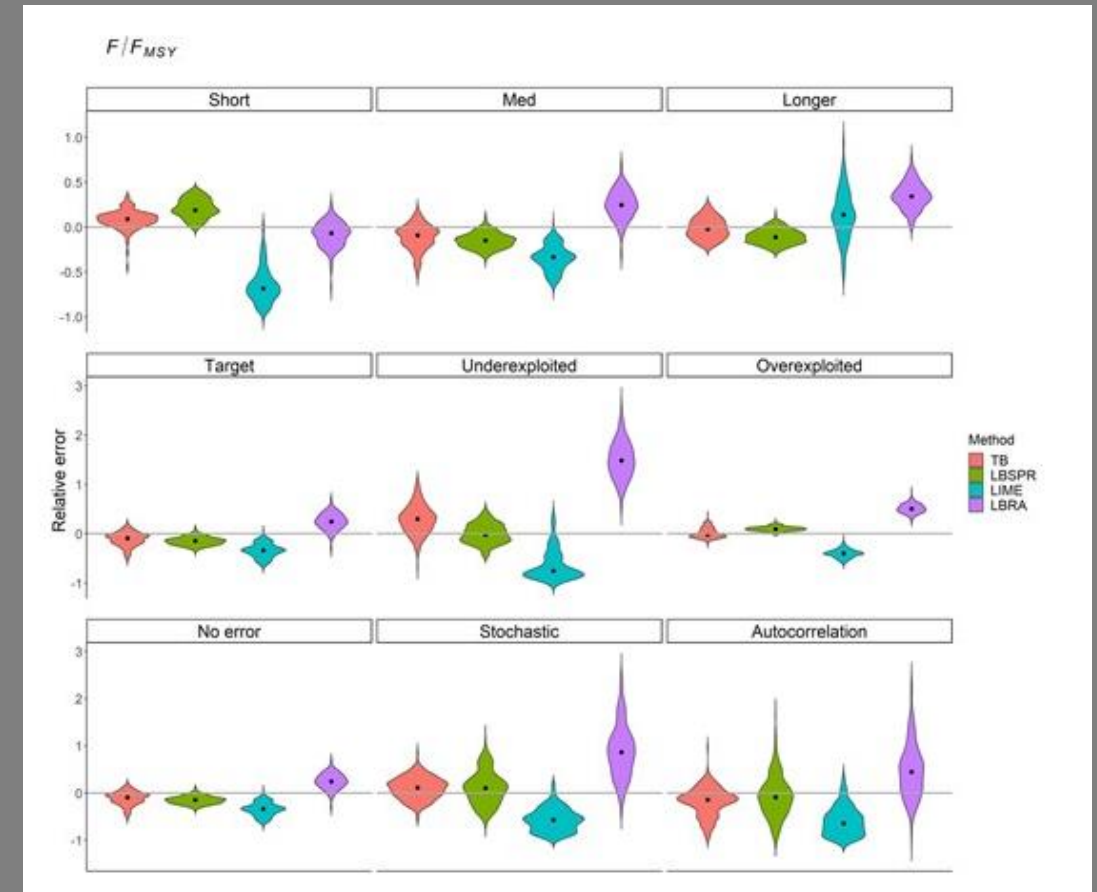 F/F_MSY
Short Med Longer
1.0
0.5
0.0
-0.5
-1.0
Target Underexploited Overexploited
3
2
1
0
-1
Relative error
Method
TB
LBSPR
LIME
LBRA
No error Stochastic Autocorrelation
3
2
1
0
-1